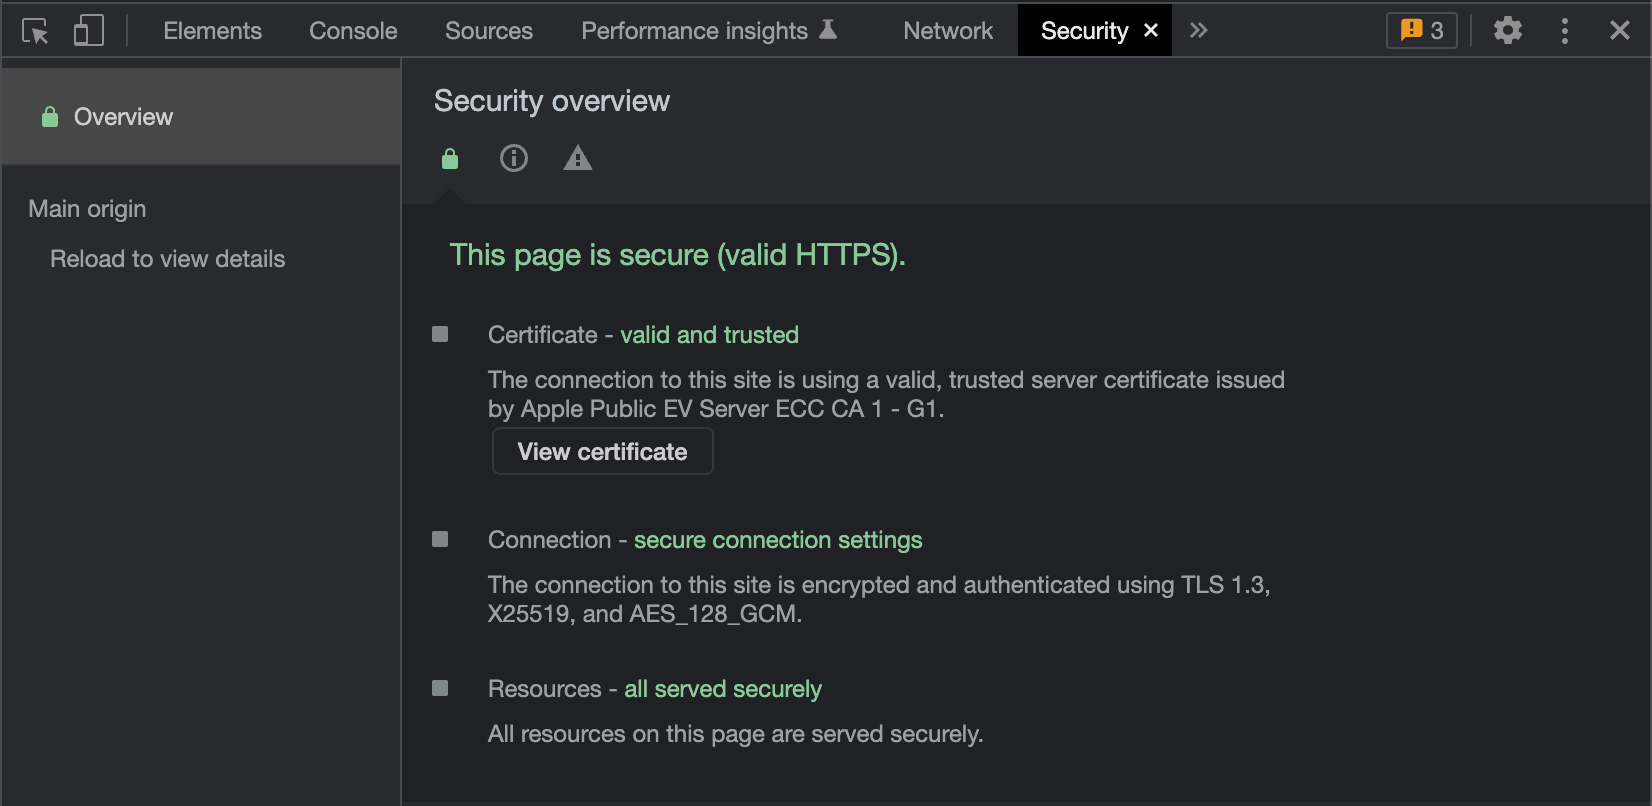 Elements Console Sources Performance insights Network Security 3
Overview
Main origin
Reload to view details
Security overview
This page is secure (valid HTTPS).
Certificate - valid and trusted
The connection to this site is using a valid, trusted server certificate issued
by Apple Public EV Server ECC CA 1 - G1.
View certificate
Connection - secure connection settings
The connection to this site is encrypted and authenticated using TLS 1.3,
X25519, and AES_128_GCM.
Resources - all served securely
All resources on this page are served securely.